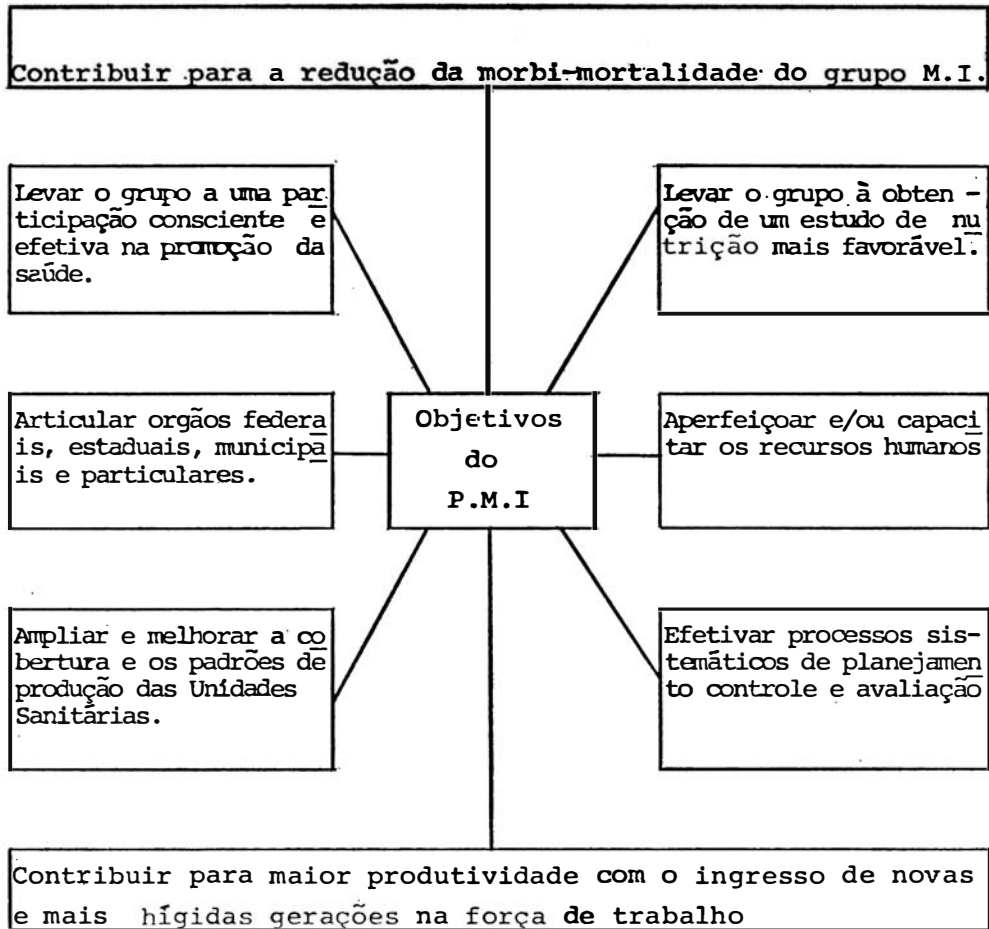 Contribuir para a redução da morbi-mortalidade do grupo M.I.
Levar o grupo a uma par
ticipação consciente e
efetiva na promoção da
saúde.
Levar o grupo à obten -
ção de um estudo de nu
trição mais favorável.
Articular orgãos federa
is, estaduais, municipa
is e particulares.
Objetivos
do
P.M.I
Aperfeiçoar e/ou capaci
tar os recursos humanos
Ampliar e melhorar a co
bertura e os padrões de
produção das Unidades
Sanitárias.
Efetivar processos sis-
temáticos de planejamen
to controle e avaliação
Contribuir para maior produtividade com o ingresso de novas
e mais hígidas gerações na força de trabalho